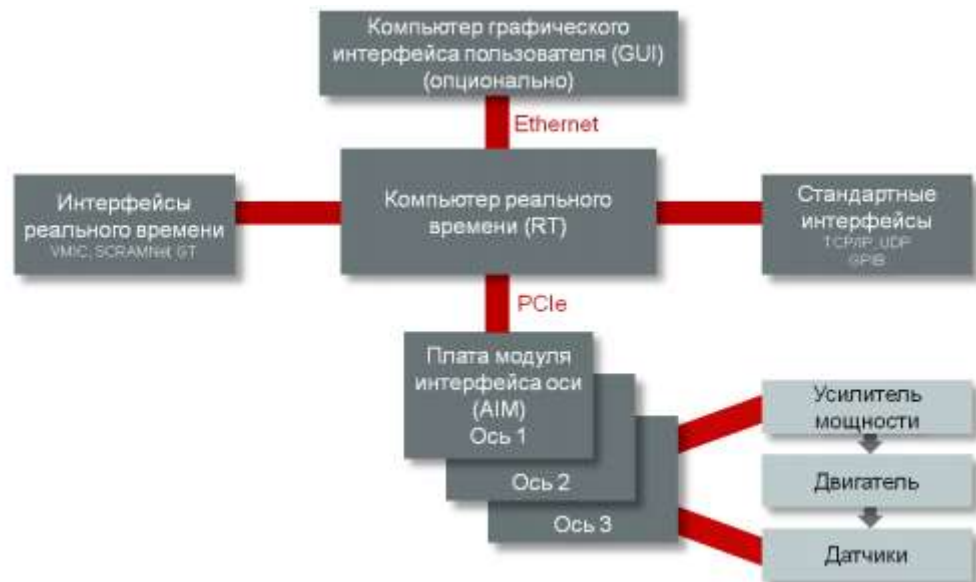 Компьютер графического
интерфейса пользователя (GUI)
(опционально)
Ethernet
Интерфейсы
реального времени
VMIC, SCRAMNet GT
Компьютер реального
времени (RT)
Стандартные
интерфейсы
TCP/IP, UDP
GPIB
PCIe
Плата модуля
интерфейса оси
(AIM)
Ось 1
Ось 2
Ось 3
Усилитель
мощности
Двигатель
Датчики